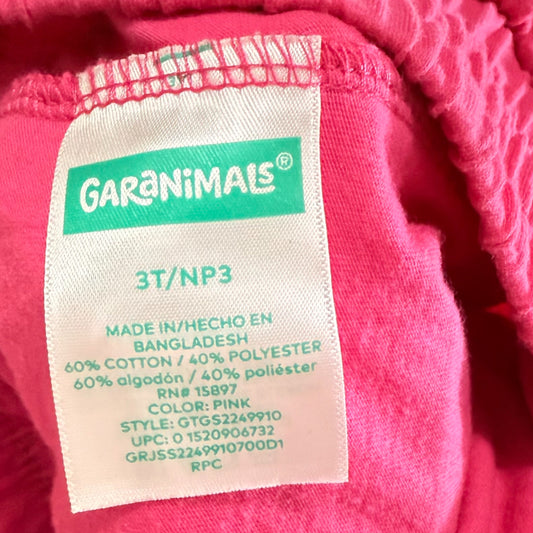 GARANiMALS®
3T/NP3
MADE IN/HECHO EN
BANGLADESH
60% COTTON / 40% POLYESTER
60% algodón / 40% poliéster
RN# 15897
COLOR: PINK
STYLE: GTGS2249910
UPC: 0 1520906732
GRJSS2249910700D1
RPC